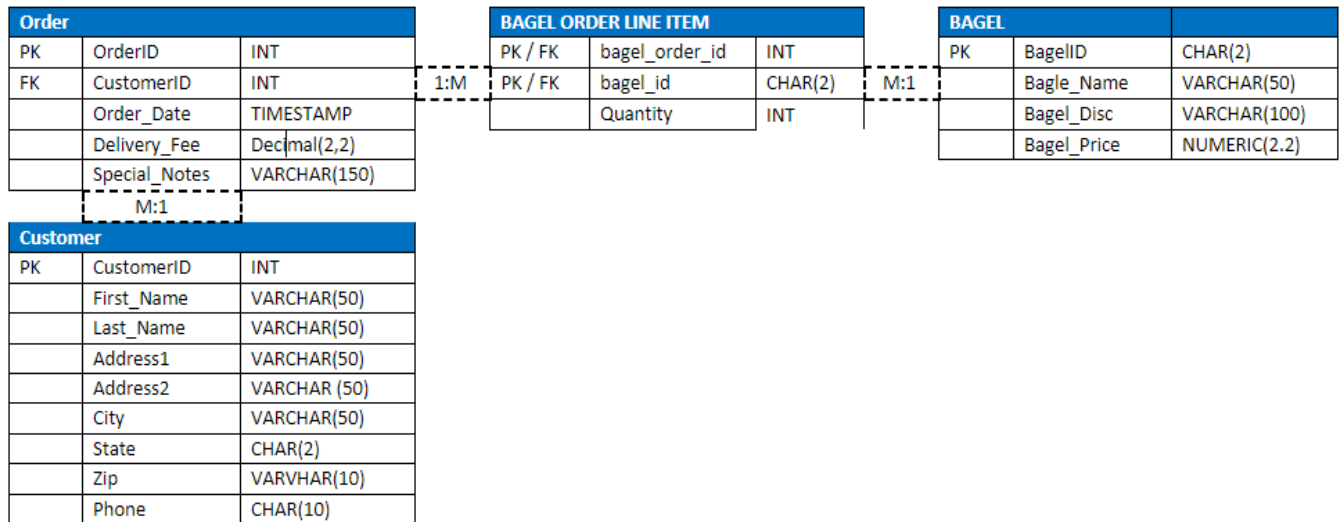 Order
PK OrderID INT
FK CustomerID INT
Order_Date TIMESTAMP
Delivery_Fee Decimal(2,2)
Special_Notes VARCHAR(150)
1:M
BAGEL ORDER LINE ITEM
PK / FK bagel_order_id INT
PK / FK bagel_id CHAR(2)
Quantity INT
M:1
BAGEL
PK BagelID CHAR(2)
Bagle_Name VARCHAR(50)
Bagel_Disc VARCHAR(100)
Bagel_Price NUMERIC(2.2)
M:1
Customer
PK CustomerID INT
First_Name VARCHAR(50)
Last_Name VARCHAR(50)
Address1 VARCHAR(50)
Address2 VARCHAR (50)
City VARCHAR(50)
State CHAR(2)
Zip VARVHAR(10)
Phone CHAR(10)